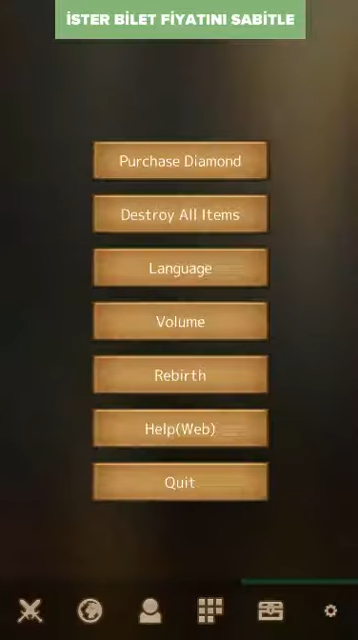 İSTER BİLET FİYATINI SABİTLE
Purchase Diamond
Destroy All Items
Language
Volume
Rebirth
Help(Web)
Quit